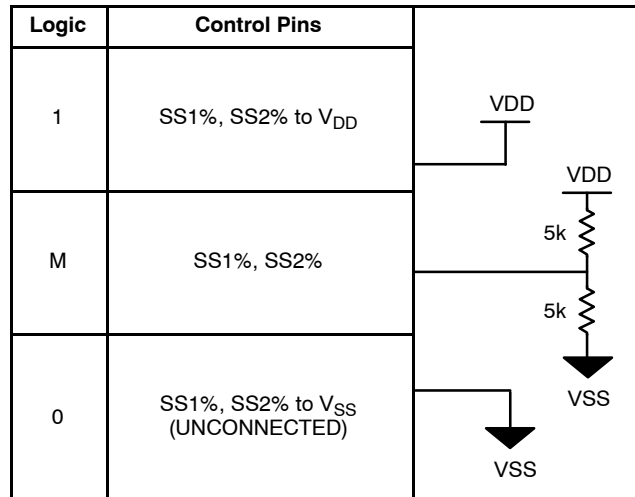 Logic Control Pins
1 SS1%, SS2% to VDD
VDD
VDD
5k
M SS1%, SS2%
5k
VSS
0 SS1%, SS2% to VSS
(UNCONNECTED)
VSS